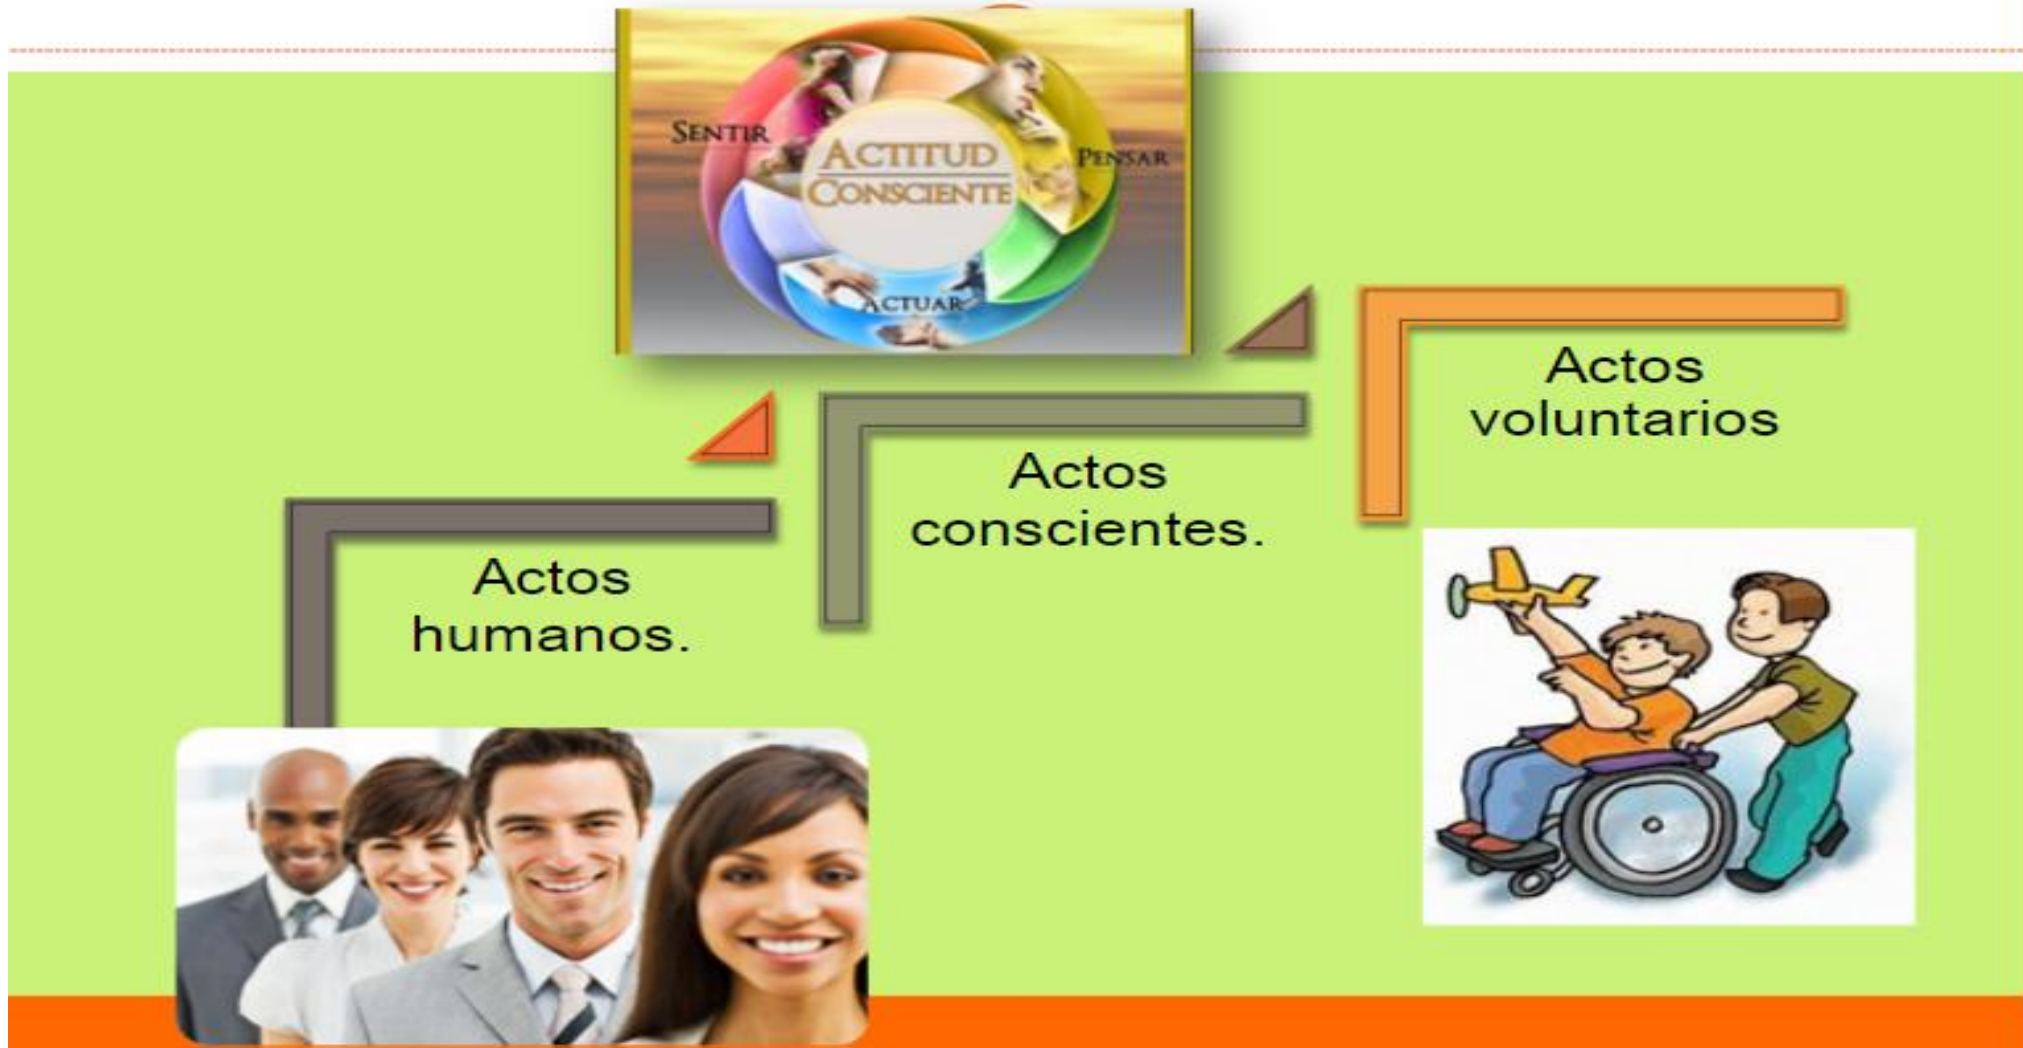 SENTIR
ACTITUD
CONSCIENTE
PENSAR
ACTUAR
Actos
humanos.
Actos
conscientes.
Actos
voluntarios